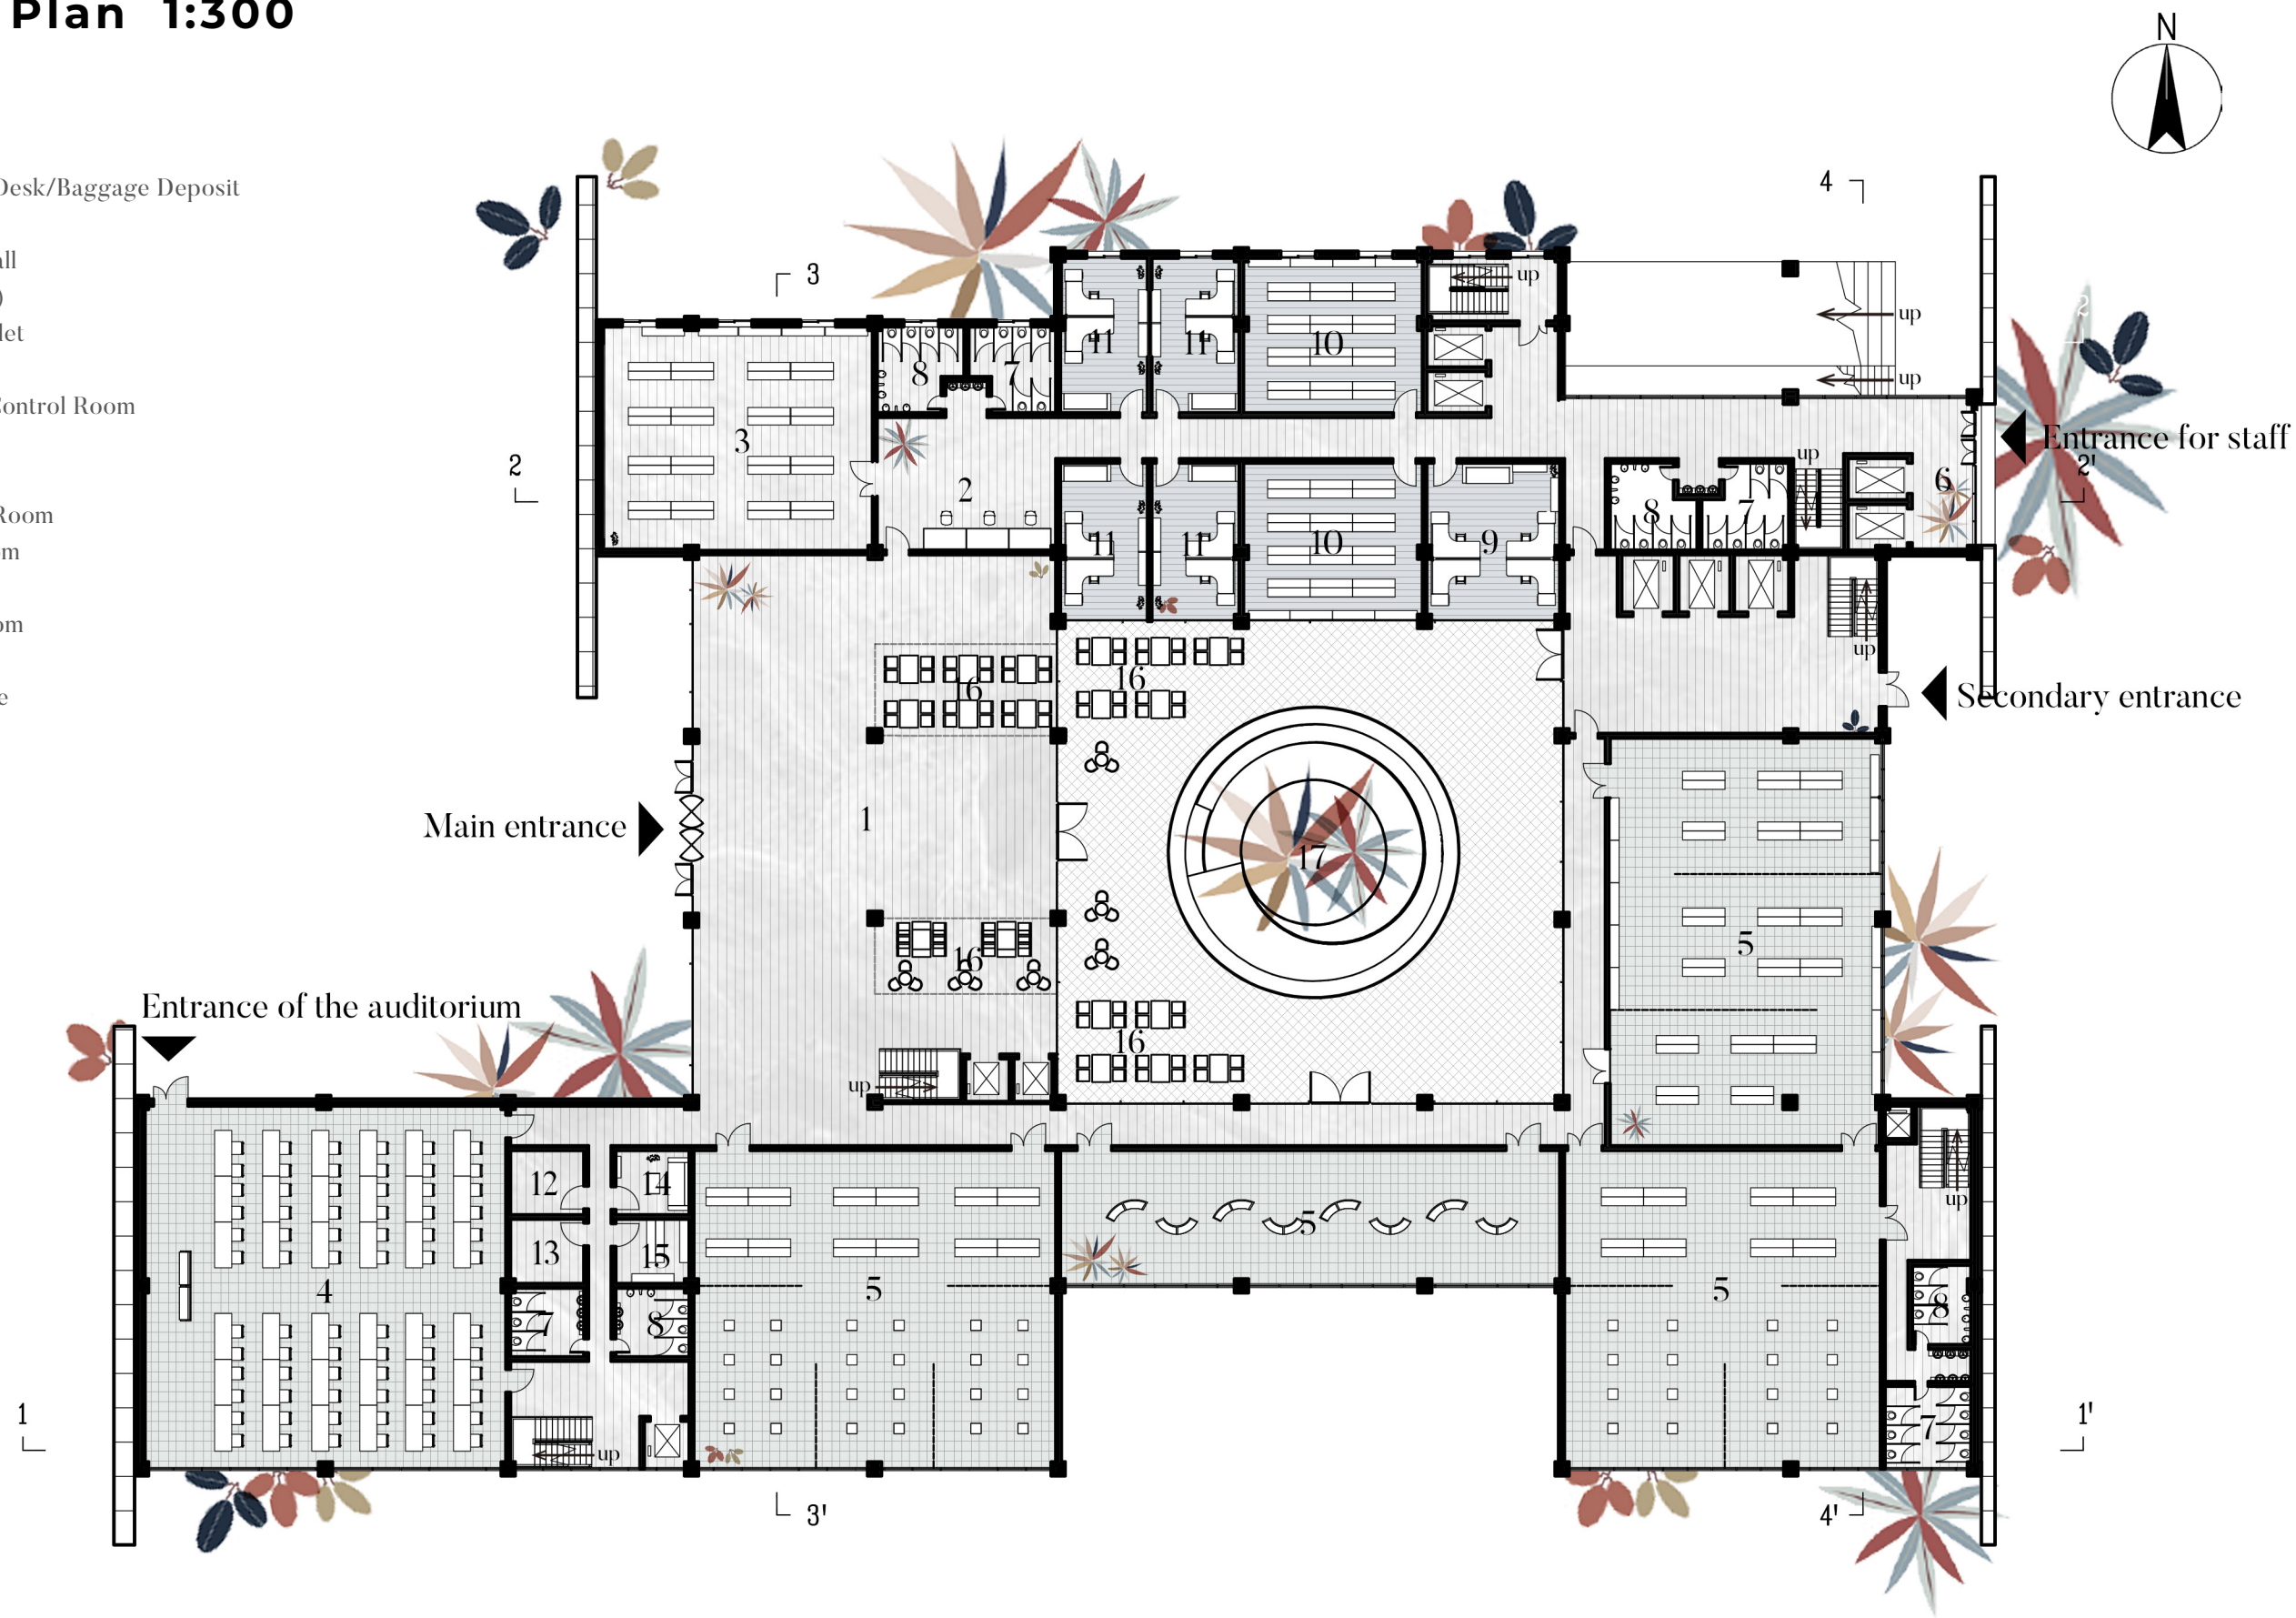 Plan 1:300
N
Desk/Baggage Deposit
all
)
let
Control Room
Room
om
om
e
4
3
2
up
up
up
11
11
10
8
7
3
2
Entrance for staff
up
2'
6
2
11
11
10
9
8
7
up
Secondary entrance
16
16
Main entrance
1
17
5
16
16
Entrance of the auditorium
up
12
14
up
13
15
5
4
5
5
8
7
8
7
1
1'
up
3'
4'